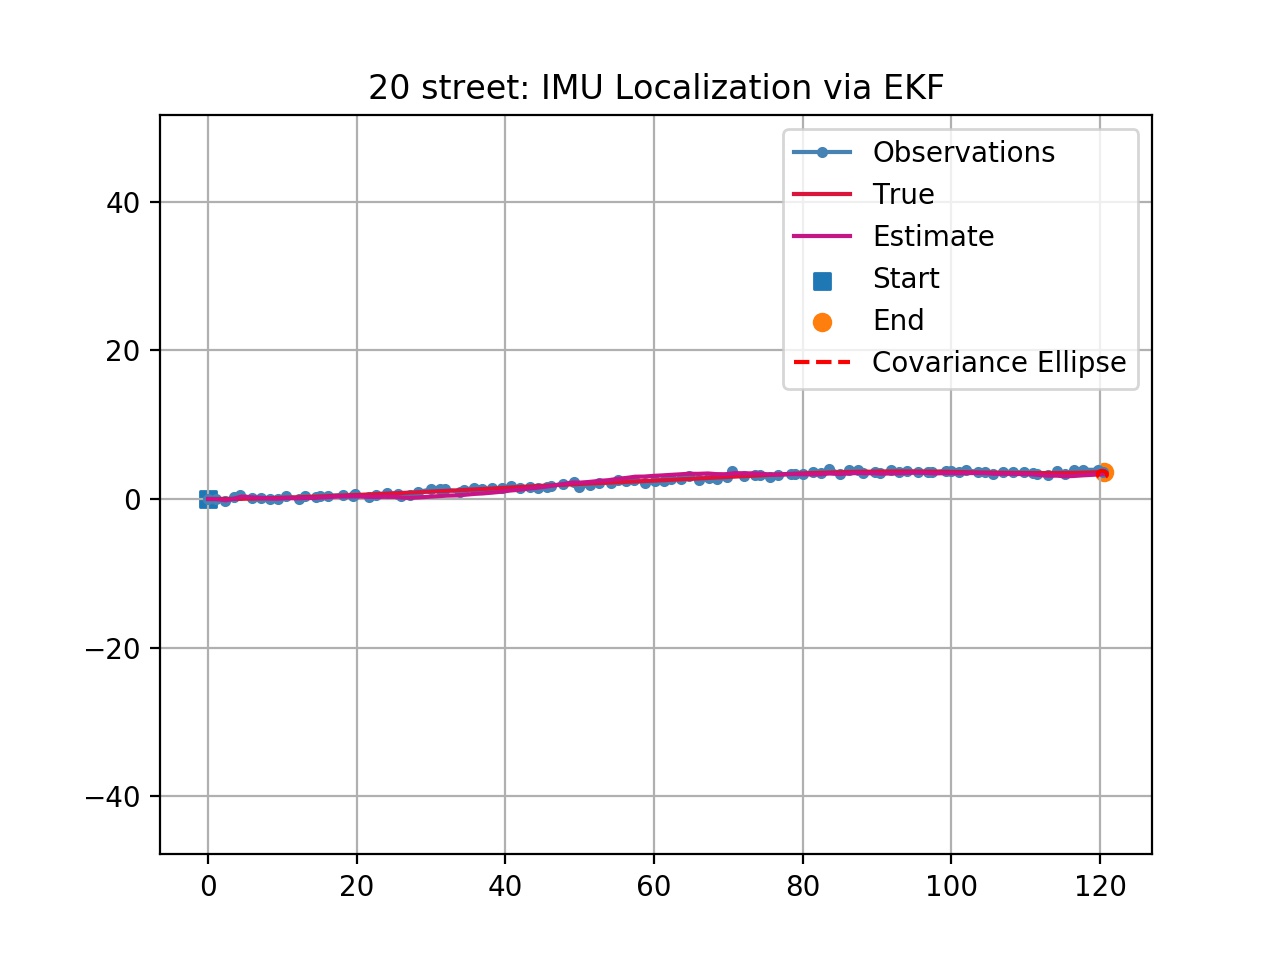 20 street: IMU Localization via EKF
Observations
True
Estimate
Start
End
Covariance Ellipse
40
20
0
−20
−40
0 20 40 60 80 100 120